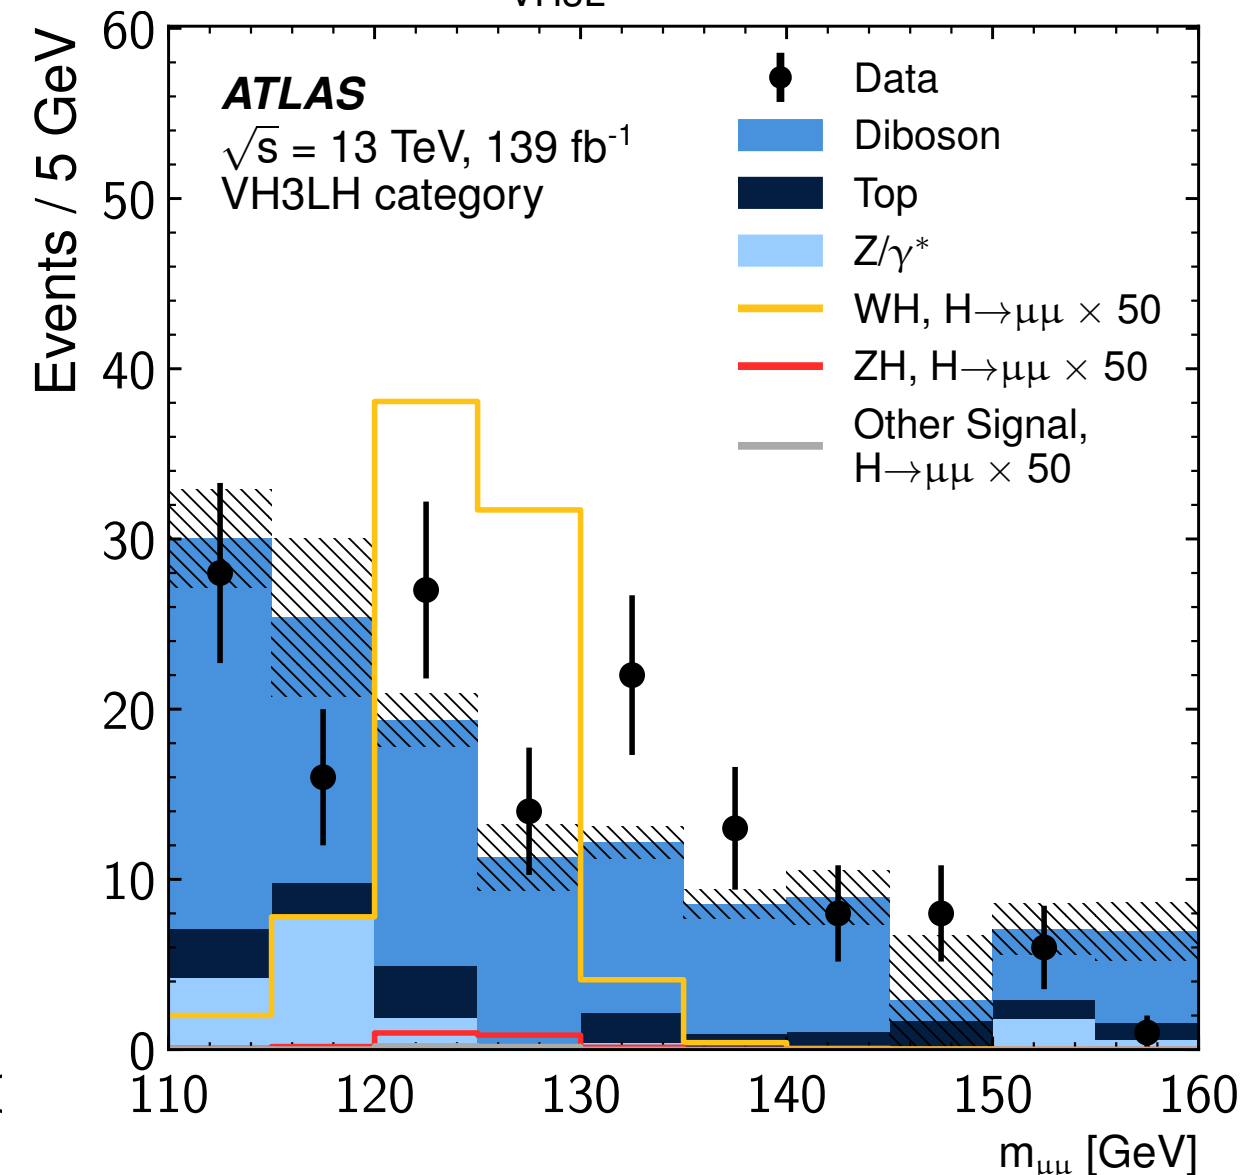 VH3L
Events / 5 GeV
60
50
40
30
20
10
0
ATLAS
√s = 13 TeV, 139 fb⁻¹
VH3LH category
Data
Diboson
Top
Z/γ*
WH, H→μμ × 50
ZH, H→μμ × 50
Other Signal,
H→μμ × 50
110 120 130 140 150 160
m_μμ [GeV]